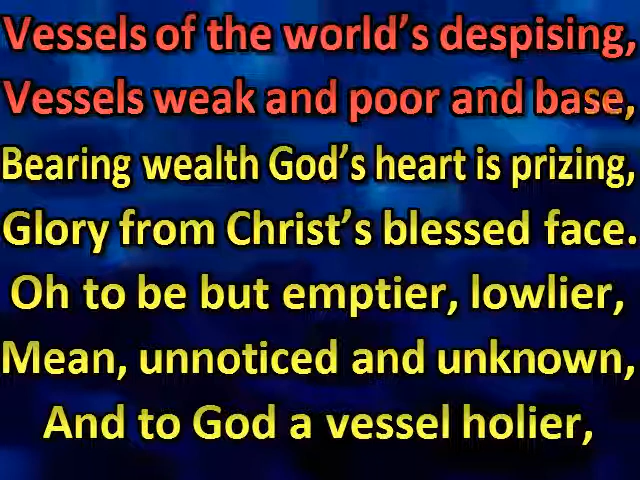 Vessels of the world’s despising,
Vessels weak and poor and base,
Bearing wealth God’s heart is prizing,
Glory from Christ’s blessed face.
Oh to be but emptier, lowlier,
Mean, unnoticed and unknown,
And to God a vessel holier,